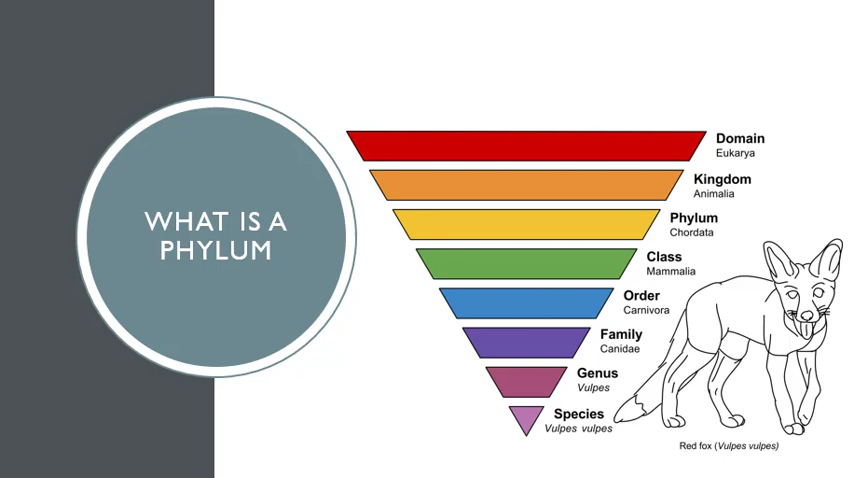 WHAT IS A
PHYLUM
Domain
Eukarya
Kingdom
Animalia
Phylum
Chordata
Class
Mammalia
Order
Carnivora
Family
Canidae
Genus
Vulpes
Species
Vulpes vulpes
Red fox (Vulpes vulpes)